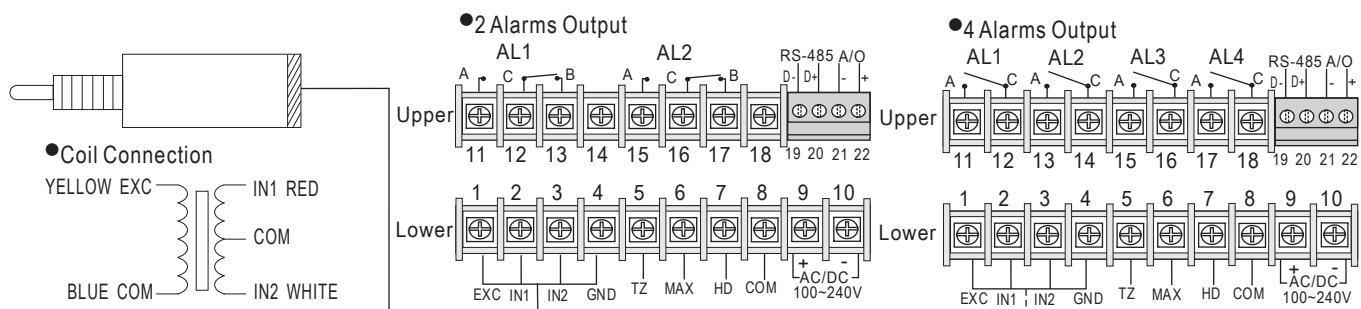 ●2 Alarms Output
AL1 AL2
RS-485 A/O
A C B A C B D- D+ - +
Upper
11 12 13 14 15 16 17 18 19 20 21 22
1 2 3 4 5 6 7 8 9 10
Lower
+ -
EXC IN1 IN2 GND TZ MAX HD COM AC/DC
100~240V
●4 Alarms Output
AL1 AL2 AL3 AL4
RS-485 A/O
A C A C A C A C D- D+ - +
Upper
11 12 13 14 15 16 17 18 19 20 21 22
1 2 3 4 5 6 7 8 9 10
Lower
+ -
EXC IN1 IN2 GND TZ MAX HD COM AC/DC
100~240V
●Coil Connection
YELLOW EXC IN1 RED
COM
BLUE COM IN2 WHITE